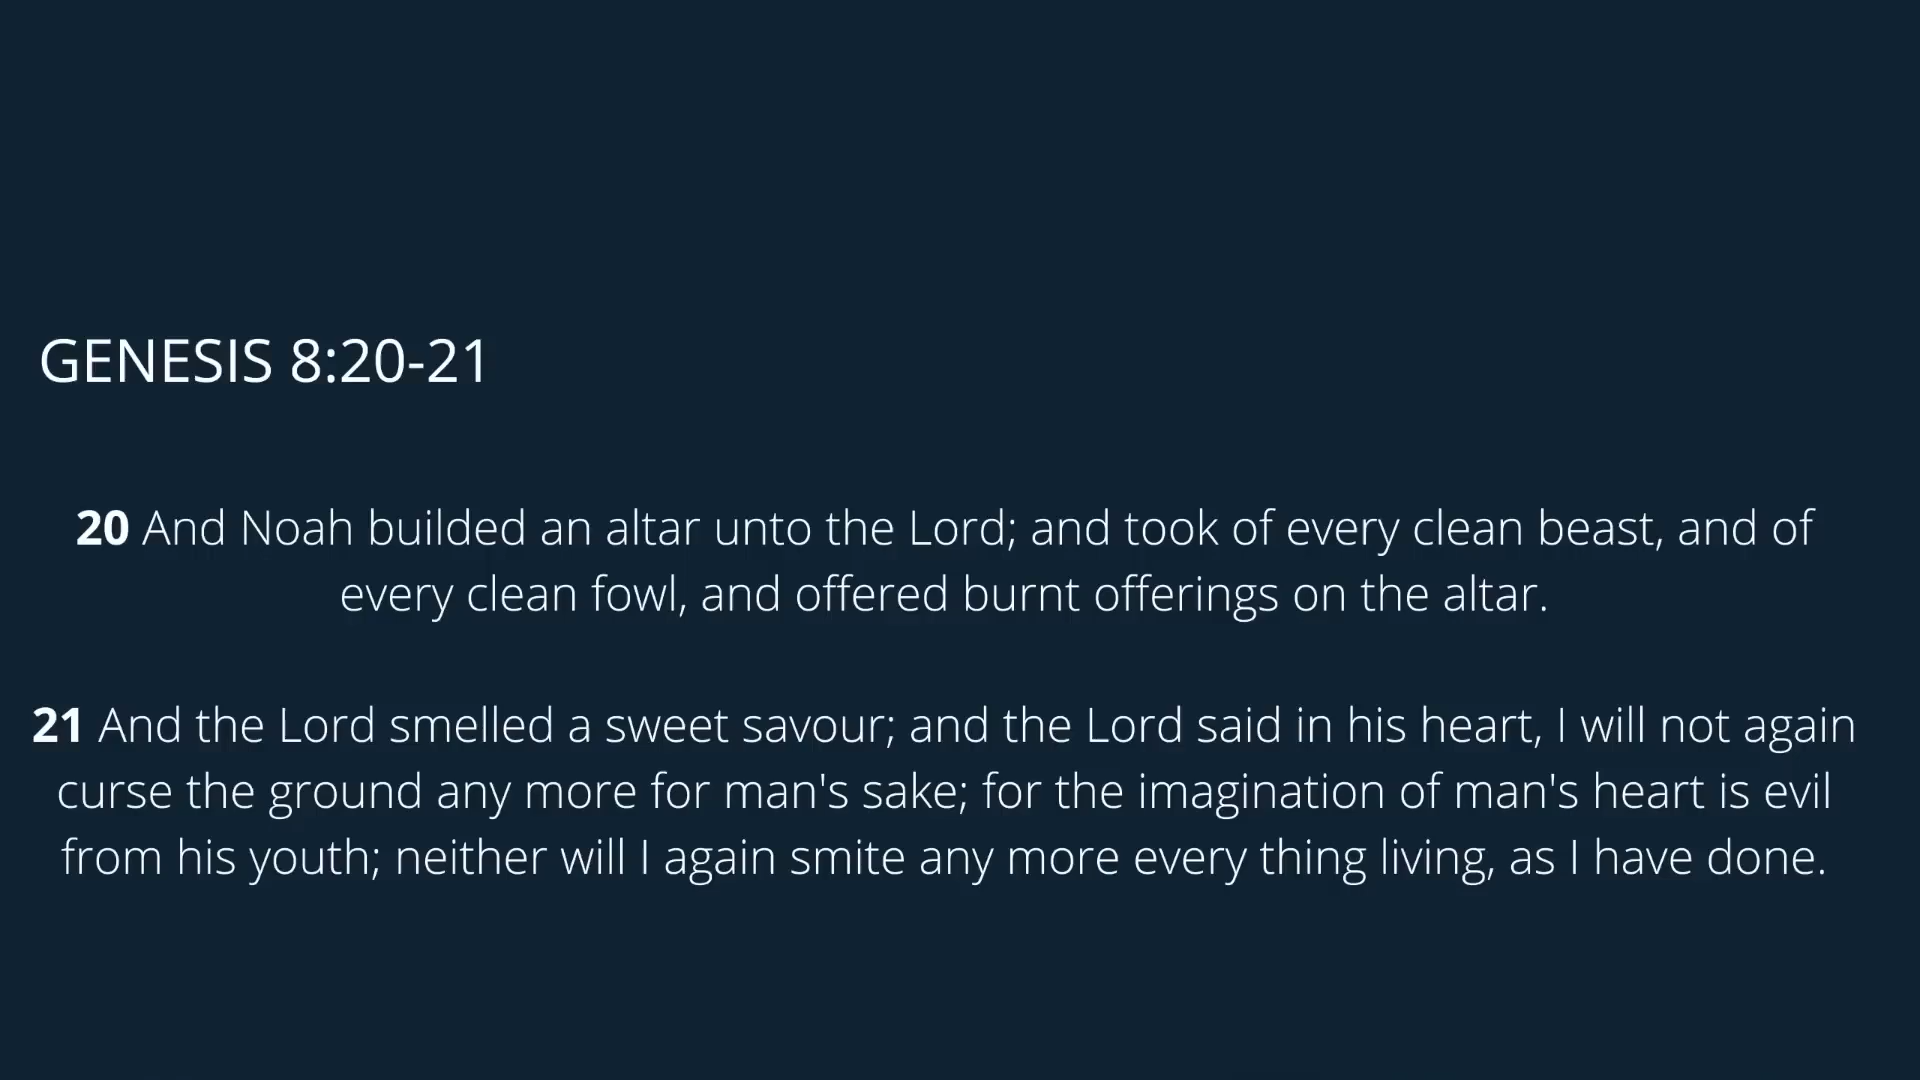 GENESIS 8:20-21
20 And Noah builded an altar unto the Lord; and took of every clean beast, and of
every clean fowl, and offered burnt offerings on the altar.
21 And the Lord smelled a sweet savour; and the Lord said in his heart, I will not again
curse the ground any more for man's sake; for the imagination of man's heart is evil
from his youth; neither will I again smite any more every thing living, as I have done.